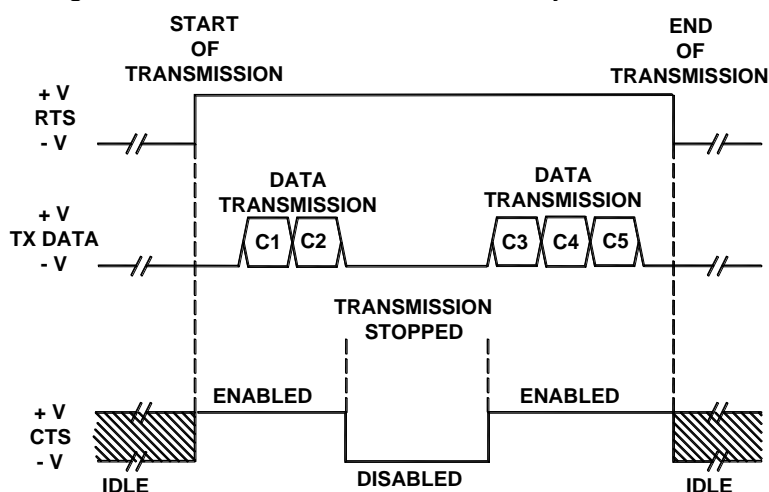 START
OF
TRANSMISSION
END
OF
TRANSMISSION
+ V
RTS
- V
DATA
TRANSMISSION
DATA
TRANSMISSION
+ V
TX DATA
- V
C1 C2 C3 C4 C5
TRANSMISSION
STOPPED
ENABLED ENABLED
+ V
CTS
- V
IDLE DISABLED IDLE